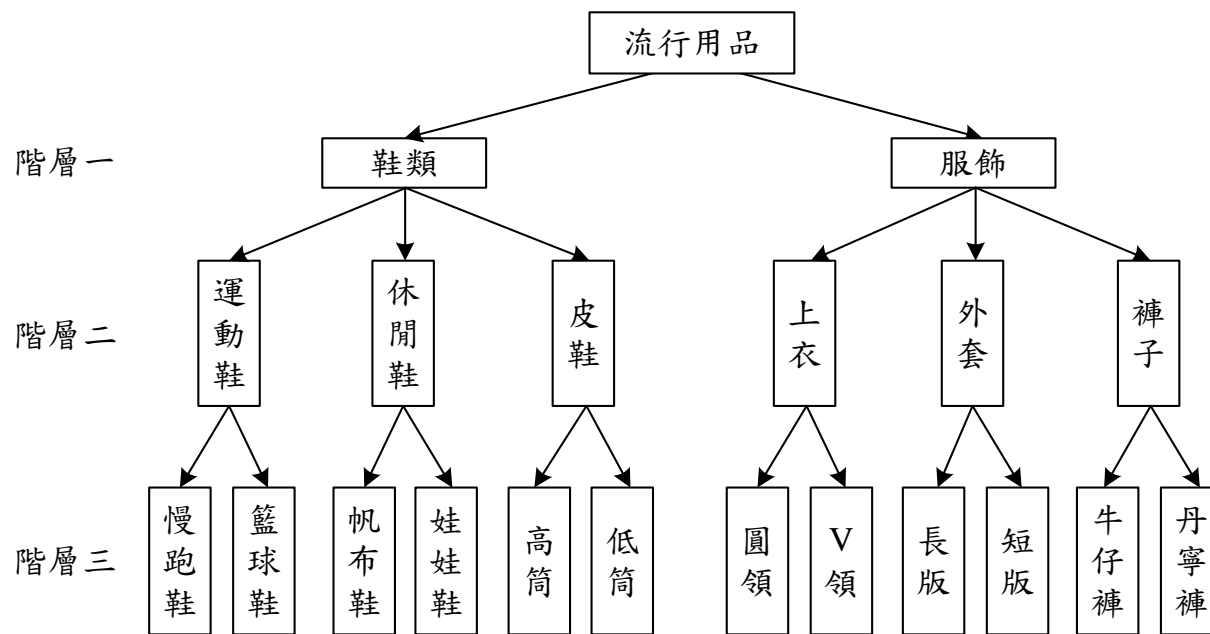 流行用品
階層一
鞋類
服飾
階層二
運動鞋
休閒鞋
皮鞋
上衣
外套
褲子
階層三
慢跑鞋
籃球鞋
帆布鞋
娃娃鞋
高筒
低筒
圓領
V領
長版
短版
牛仔褲
丹寧褲